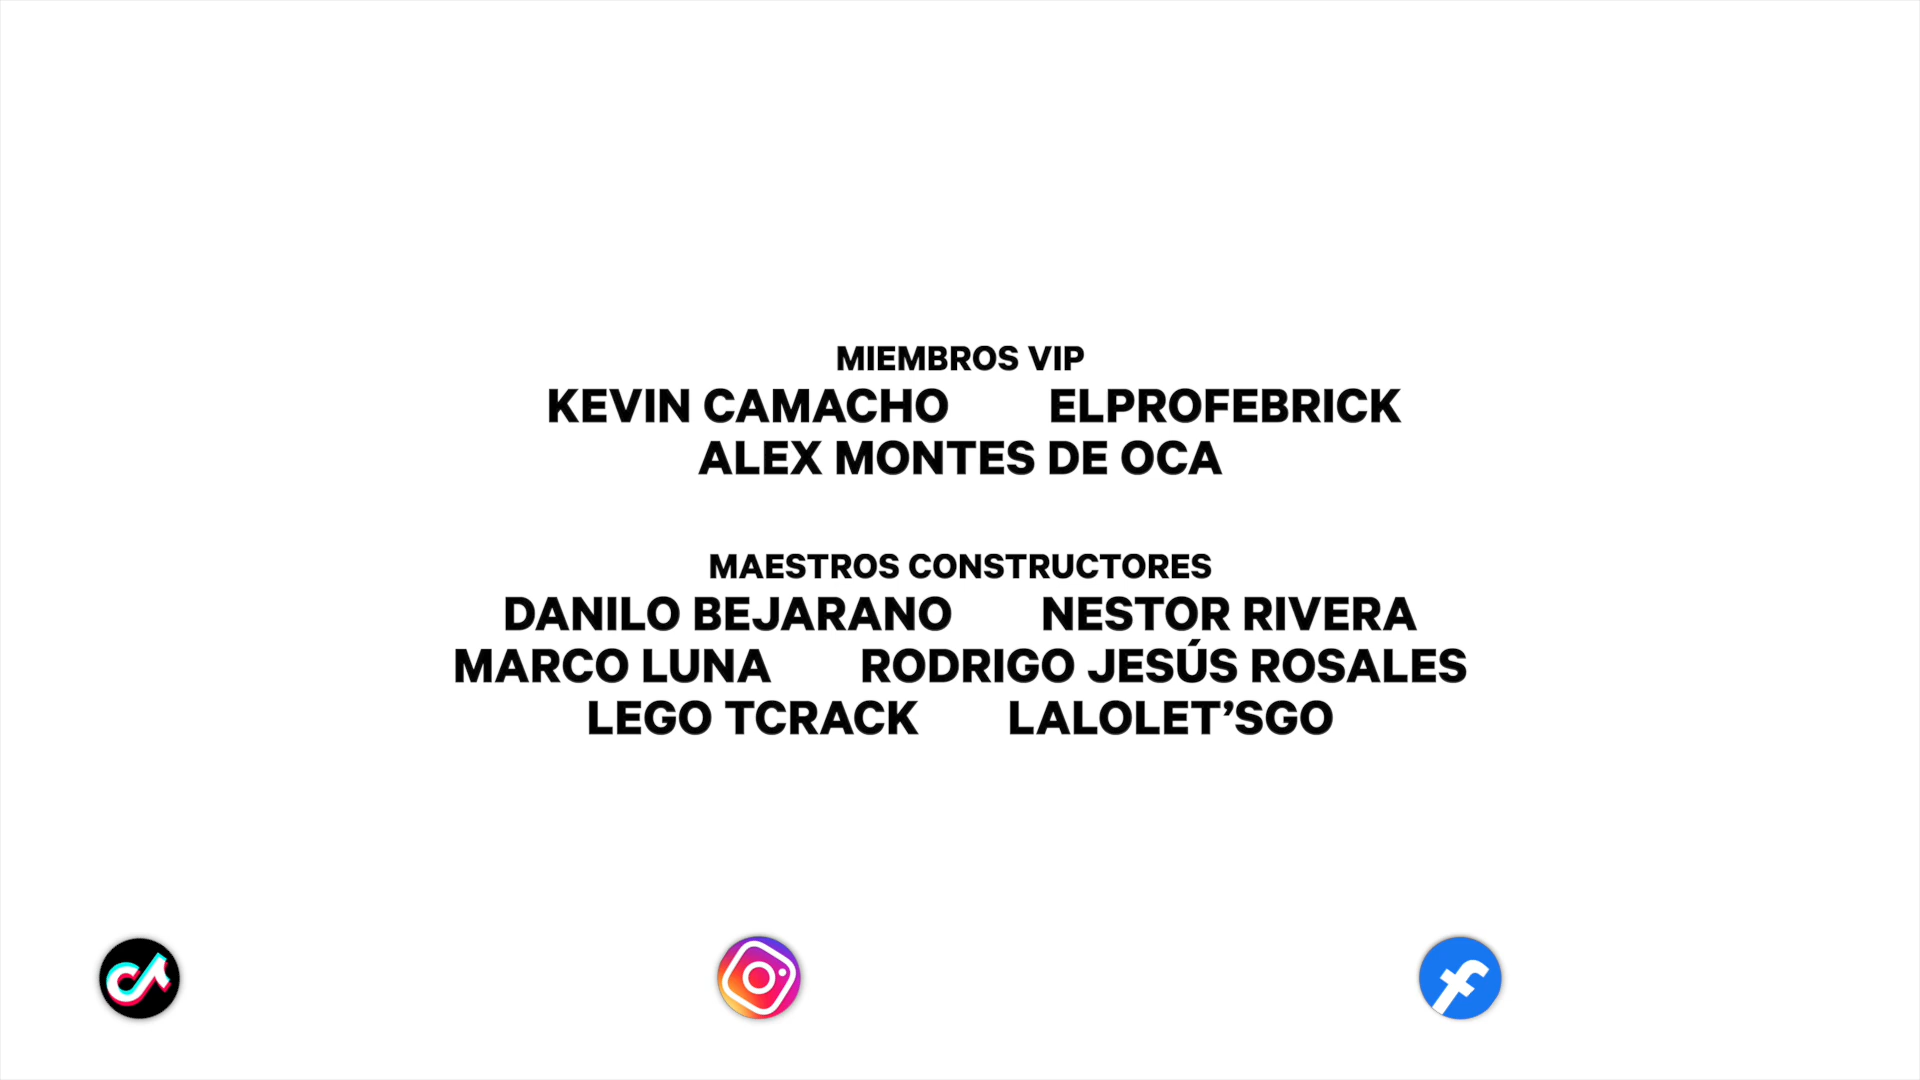 MIEMBROS VIP
KEVIN CAMACHO ELPROFEBRICK
ALEX MONTES DE OCA
MAESTROS CONSTRUCTORES
DANILO BEJARANO NESTOR RIVERA
MARCO LUNA RODRIGO JESÚS ROSALES
LEGO TCRACK LALOLET’SGO